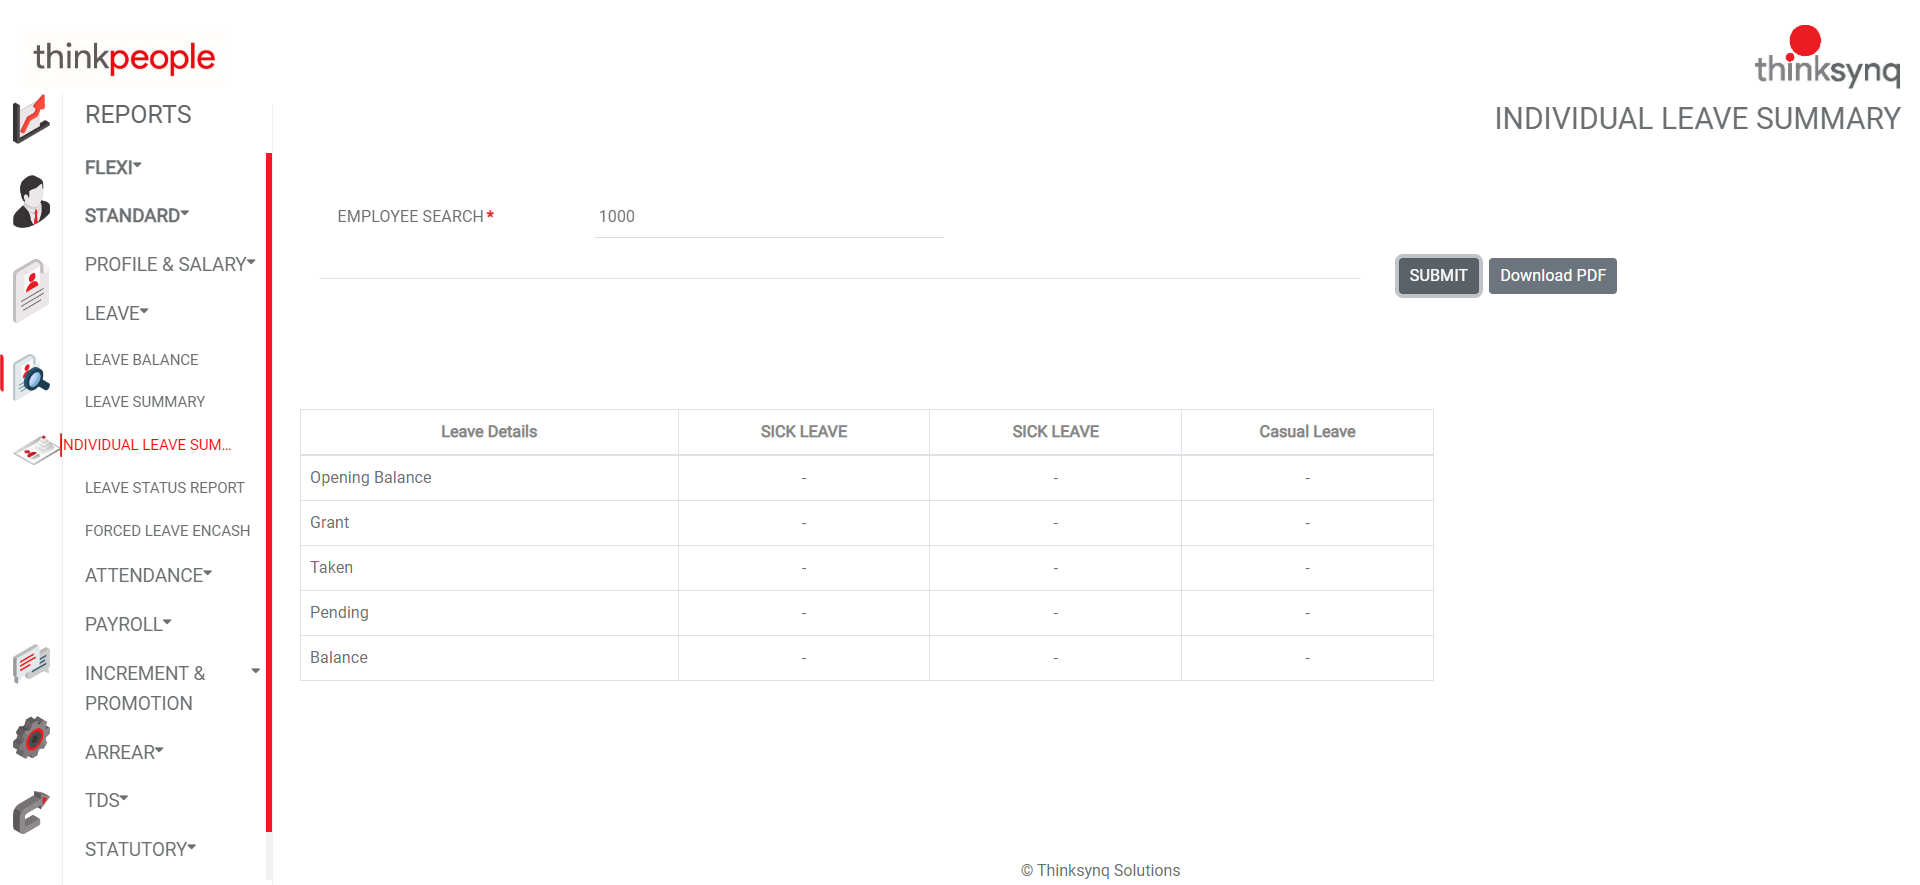 thinkpeople
thinksynq
REPORTS
INDIVIDUAL LEAVE SUMMARY
FLEXI
STANDARD
PROFILE & SALARY
LEAVE
LEAVE BALANCE
LEAVE SUMMARY
NDIVIDUAL LEAVE SUM...
LEAVE STATUS REPORT
FORCED LEAVE ENCASH
ATTENDANCE
PAYROLL
INCREMENT &
PROMOTION
ARREAR
TDS
STATUTORY
EMPLOYEE SEARCH* 1000
SUBMIT Download PDF
Leave Details SICK LEAVE SICK LEAVE Casual Leave
Opening Balance - - -
Grant - - -
Taken - - -
Pending - - -
Balance - - -
© Thinksynq Solutions